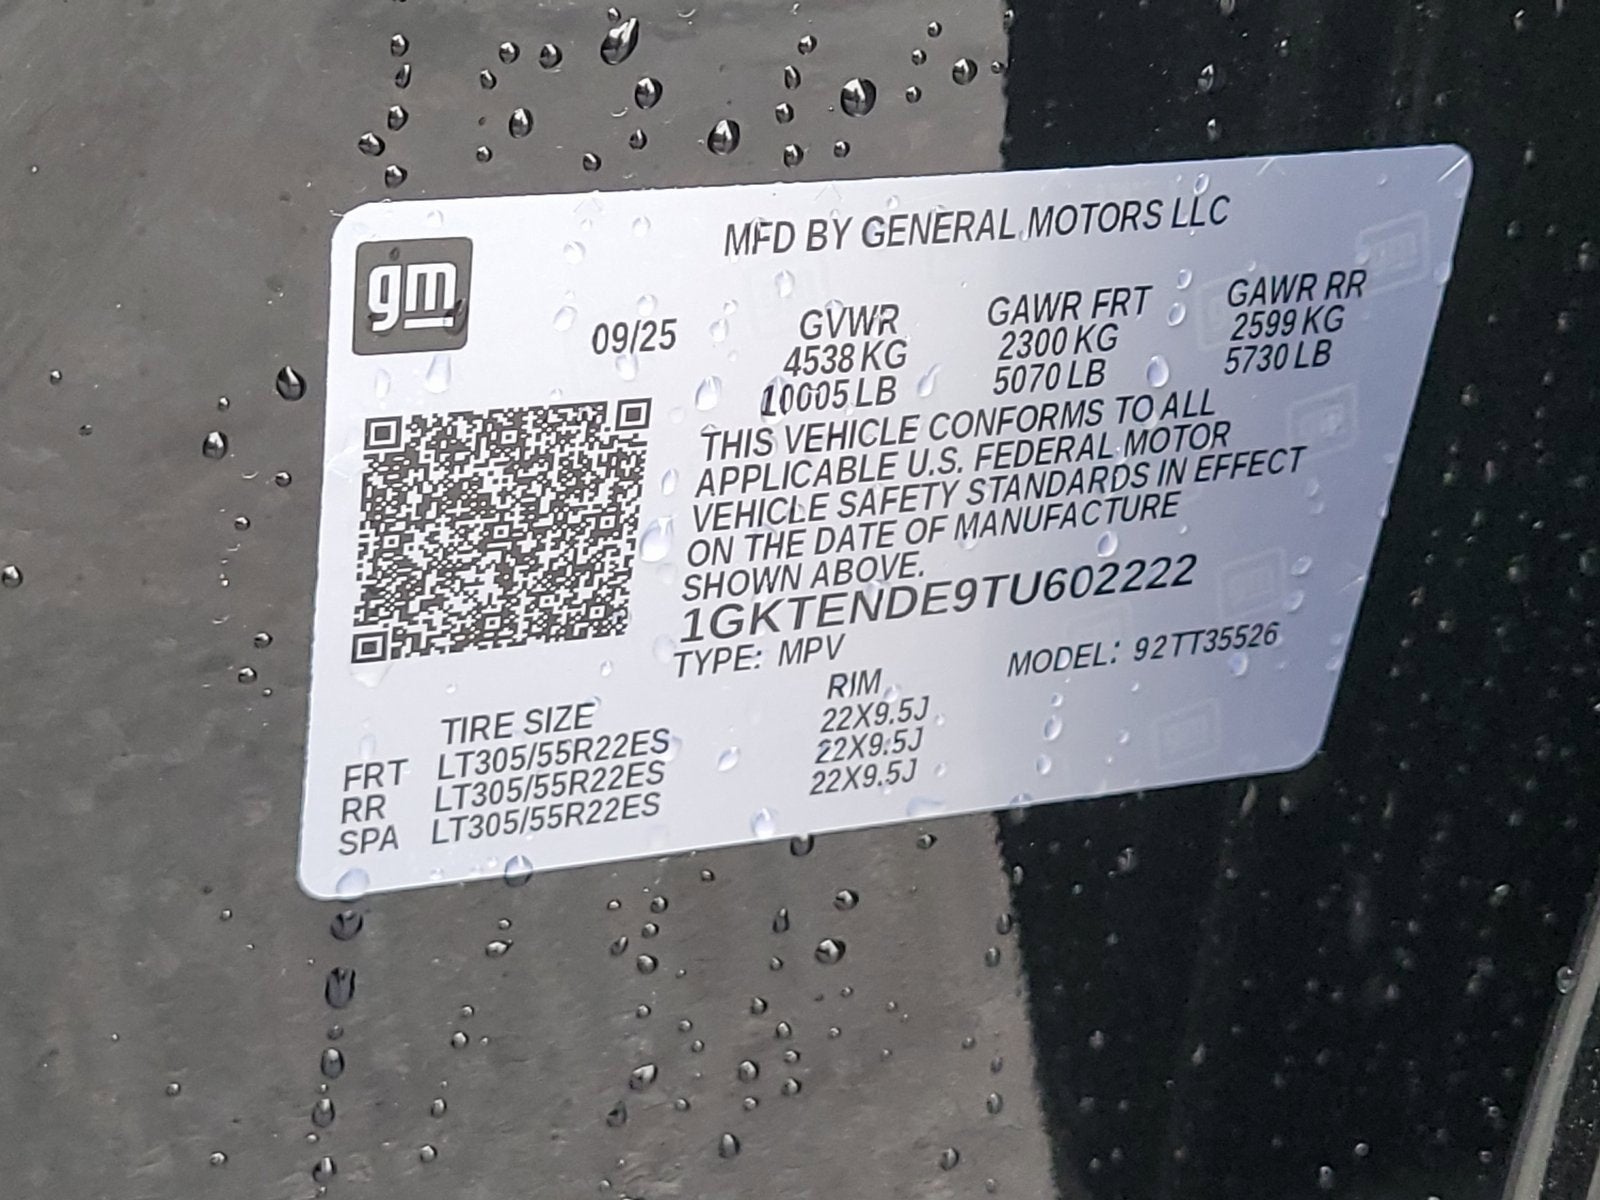 gm
MFD BY GENERAL MOTORS LLC
09/25
GVWR GAWR FRT GAWR RR
4538 KG 2300 KG 2599 KG
10005 LB 5070 LB 5730 LB
THIS VEHICLE CONFORMS TO ALL
APPLICABLE U.S. FEDERAL MOTOR
VEHICLE SAFETY STANDARDS IN EFFECT
ON THE DATE OF MANUFACTURE
SHOWN ABOVE.
1GKTENDE9TU602222
TYPE: MPV MODEL: 92TT35526
TIRE SIZE RIM
FRT LT305/55R22ES 22X9.5J
RR LT305/55R22ES 22X9.5J
SPA LT305/55R22ES 22X9.5J